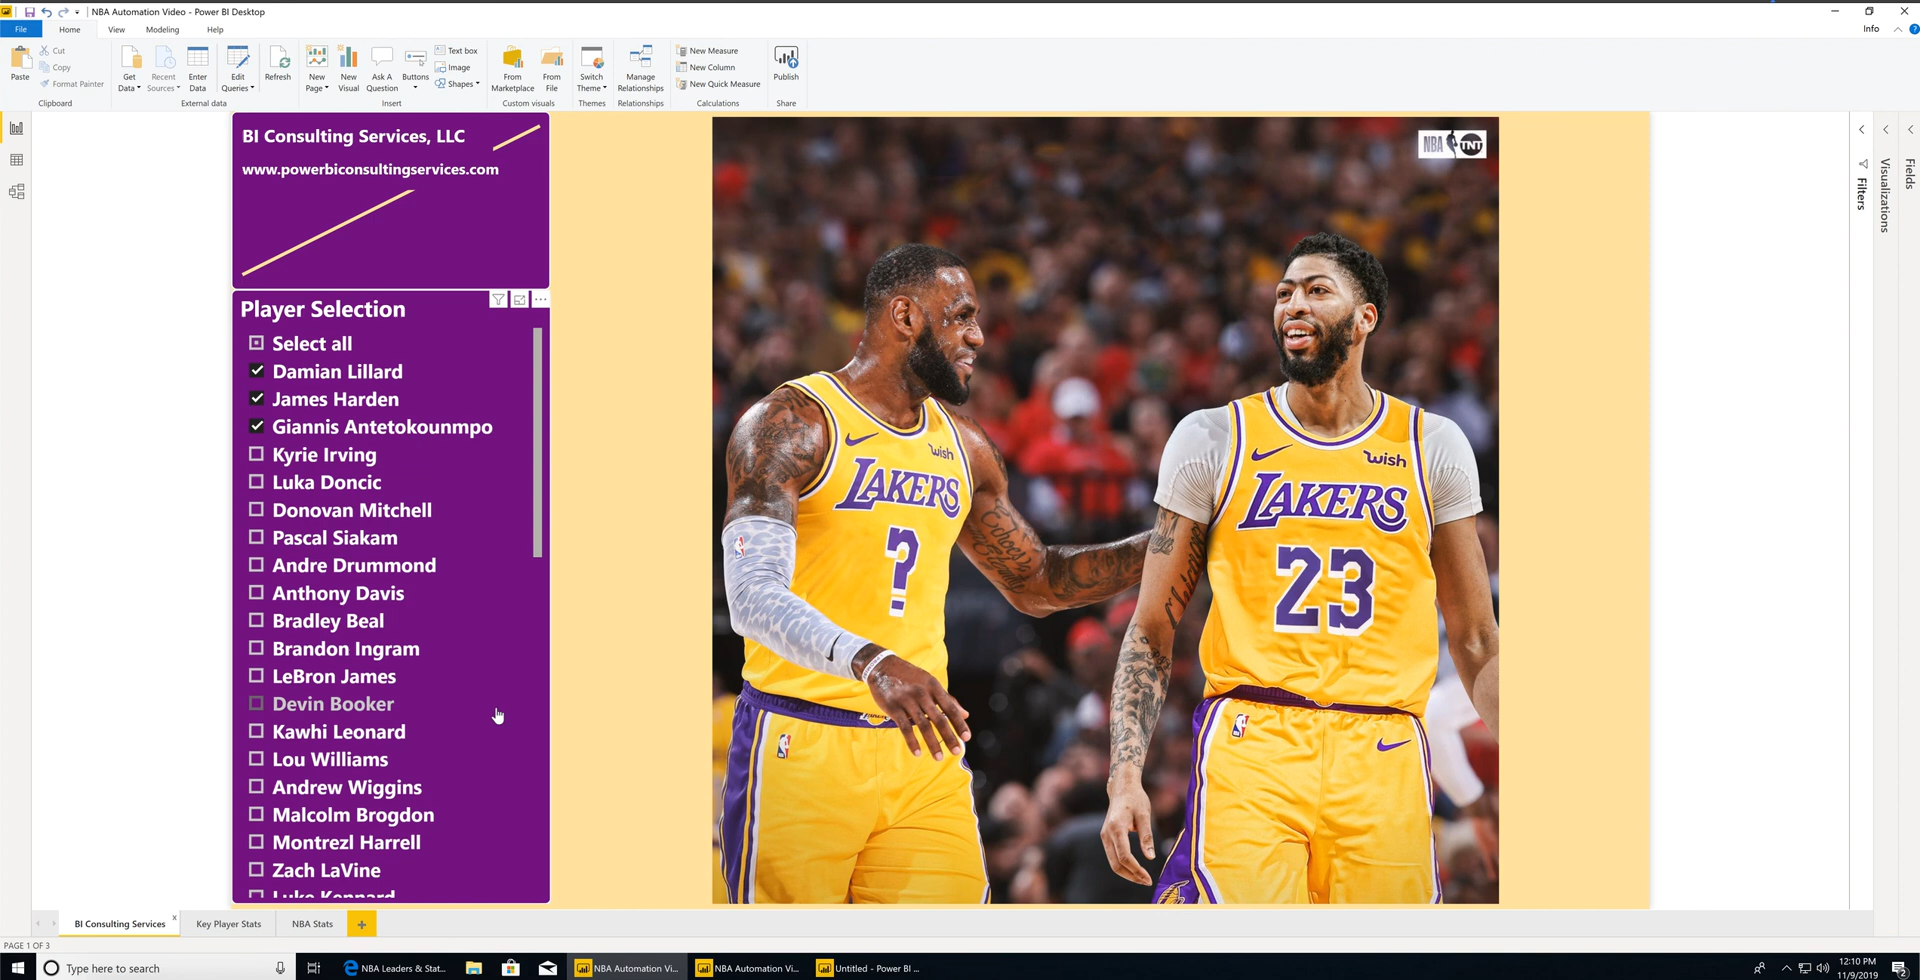 NBA Automation Video - Power BI Desktop
File Home View Modeling Help Info
Paste
Cut
Copy
Format Painter
Clipboard
Get Data
Recent Sources
Enter Data
Edit Queries
Refresh
External data
New Page
New Visual
Ask A Question
Buttons
Text box
Image
Shapes
Insert
From Marketplace
From File
Custom visuals
Switch Theme
Themes
Manage Relationships
Relationships
New Measure
New Column
New Quick Measure
Calculations
Publish
Share
BI Consulting Services, LLC
www.powerbiconsultingservices.com
Player Selection
Select all
Damian Lillard
James Harden
Giannis Antetokounmpo
Kyrie Irving
Luka Doncic
Donovan Mitchell
Pascal Siakam
Andre Drummond
Anthony Davis
Bradley Beal
Brandon Ingram
LeBron James
Devin Booker
Kawhi Leonard
Lou Williams
Andrew Wiggins
Malcolm Brogdon
Montrezl Harrell
Zach LaVine
Luke Kennard
NBA TNT
wish
LAKERS
?
wish
LAKERS
23
Filters
Visualizations
Fields
BI Consulting Services x Key Player Stats NBA Stats +
PAGE 1 OF 3
Type here to search
NBA Leaders & Stat...
NBA Automation Vi...
NBA Automation Vi...
Untitled - Power BI ...
12:10 PM
11/9/2019
2